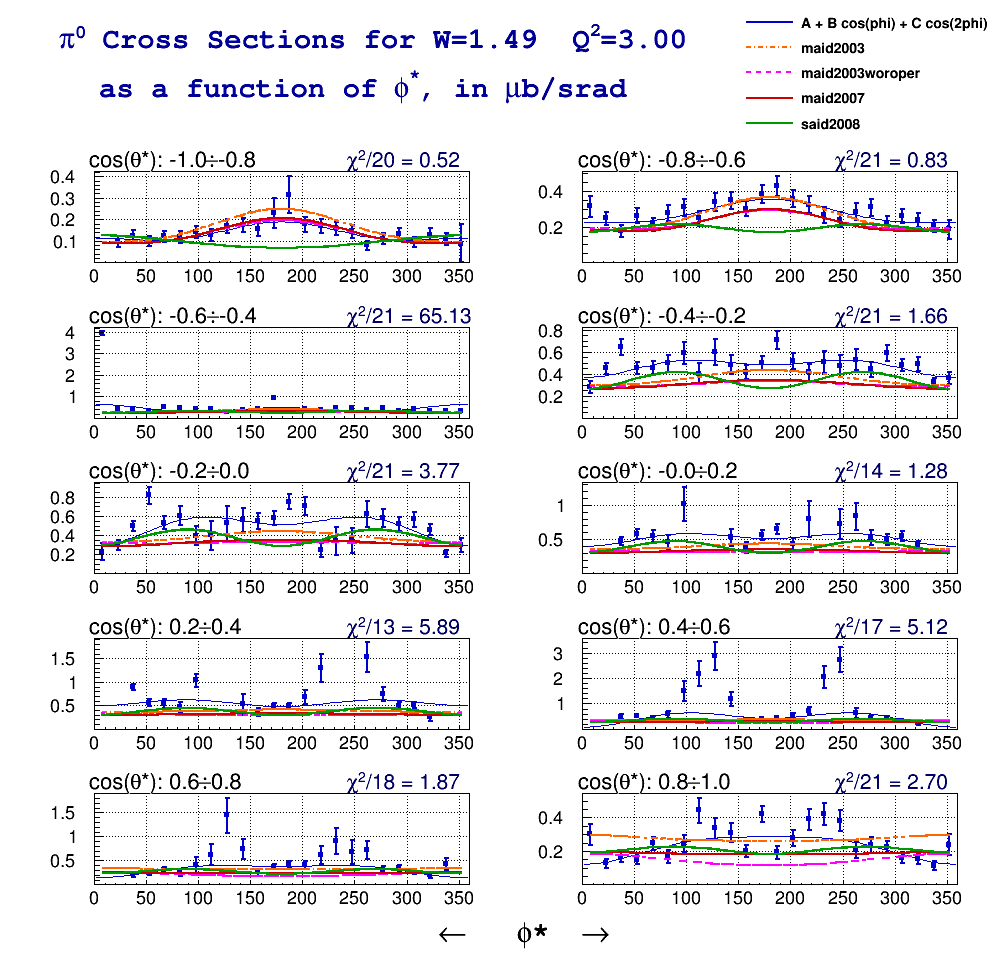 π⁰ Cross Sections for W=1.49 Q²=3.00
as a function of ϕ*, in μb/srad
A + B cos(phi) + C cos(2phi)
maid2003
maid2003woroper
maid2007
said2008
cos(θ*): -1.0÷-0.8 χ²/20 = 0.52
0.4
0.3
0.2
0.1
0 50 100 150 200 250 300 350
cos(θ*): -0.8÷-0.6 χ²/21 = 0.83
0.4
0.2
0 50 100 150 200 250 300 350
cos(θ*): -0.6÷-0.4 χ²/21 = 65.13
4
3
2
1
0 50 100 150 200 250 300 350
cos(θ*): -0.4÷-0.2 χ²/21 = 1.66
0.8
0.6
0.4
0.2
0 50 100 150 200 250 300 350
cos(θ*): -0.2÷0.0 χ²/21 = 3.77
0.8
0.6
0.4
0.2
0 50 100 150 200 250 300 350
cos(θ*): -0.0÷0.2 χ²/14 = 1.28
1
0.5
0 50 100 150 200 250 300 350
cos(θ*): 0.2÷0.4 χ²/13 = 5.89
1.5
1
0.5
0 50 100 150 200 250 300 350
cos(θ*): 0.4÷0.6 χ²/17 = 5.12
3
2
1
0 50 100 150 200 250 300 350
cos(θ*): 0.6÷0.8 χ²/18 = 1.87
1.5
1
0.5
0 50 100 150 200 250 300 350
cos(θ*): 0.8÷1.0 χ²/21 = 2.70
0.4
0.2
0 50 100 150 200 250 300 350
← ϕ* →